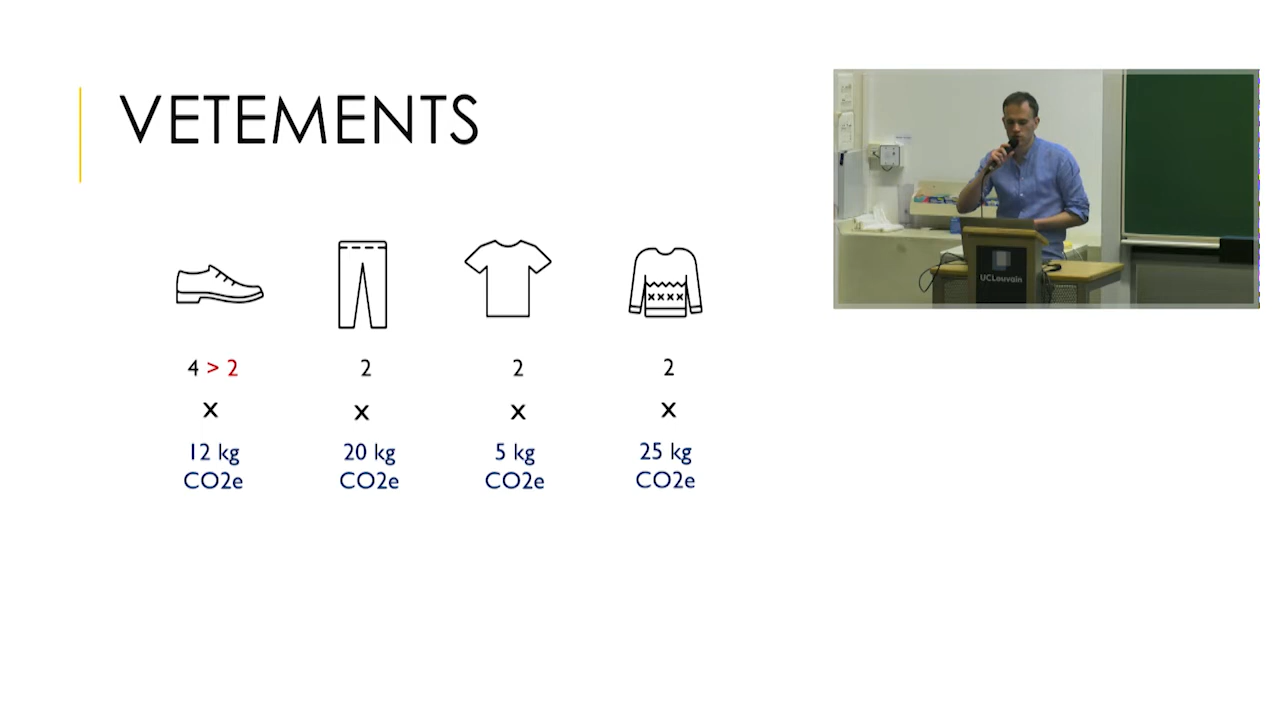 VETEMENTS
4 > 2
2
2
2
x
x
x
x
12 kg
CO2e
20 kg
CO2e
5 kg
CO2e
25 kg
CO2e
UCLouvain